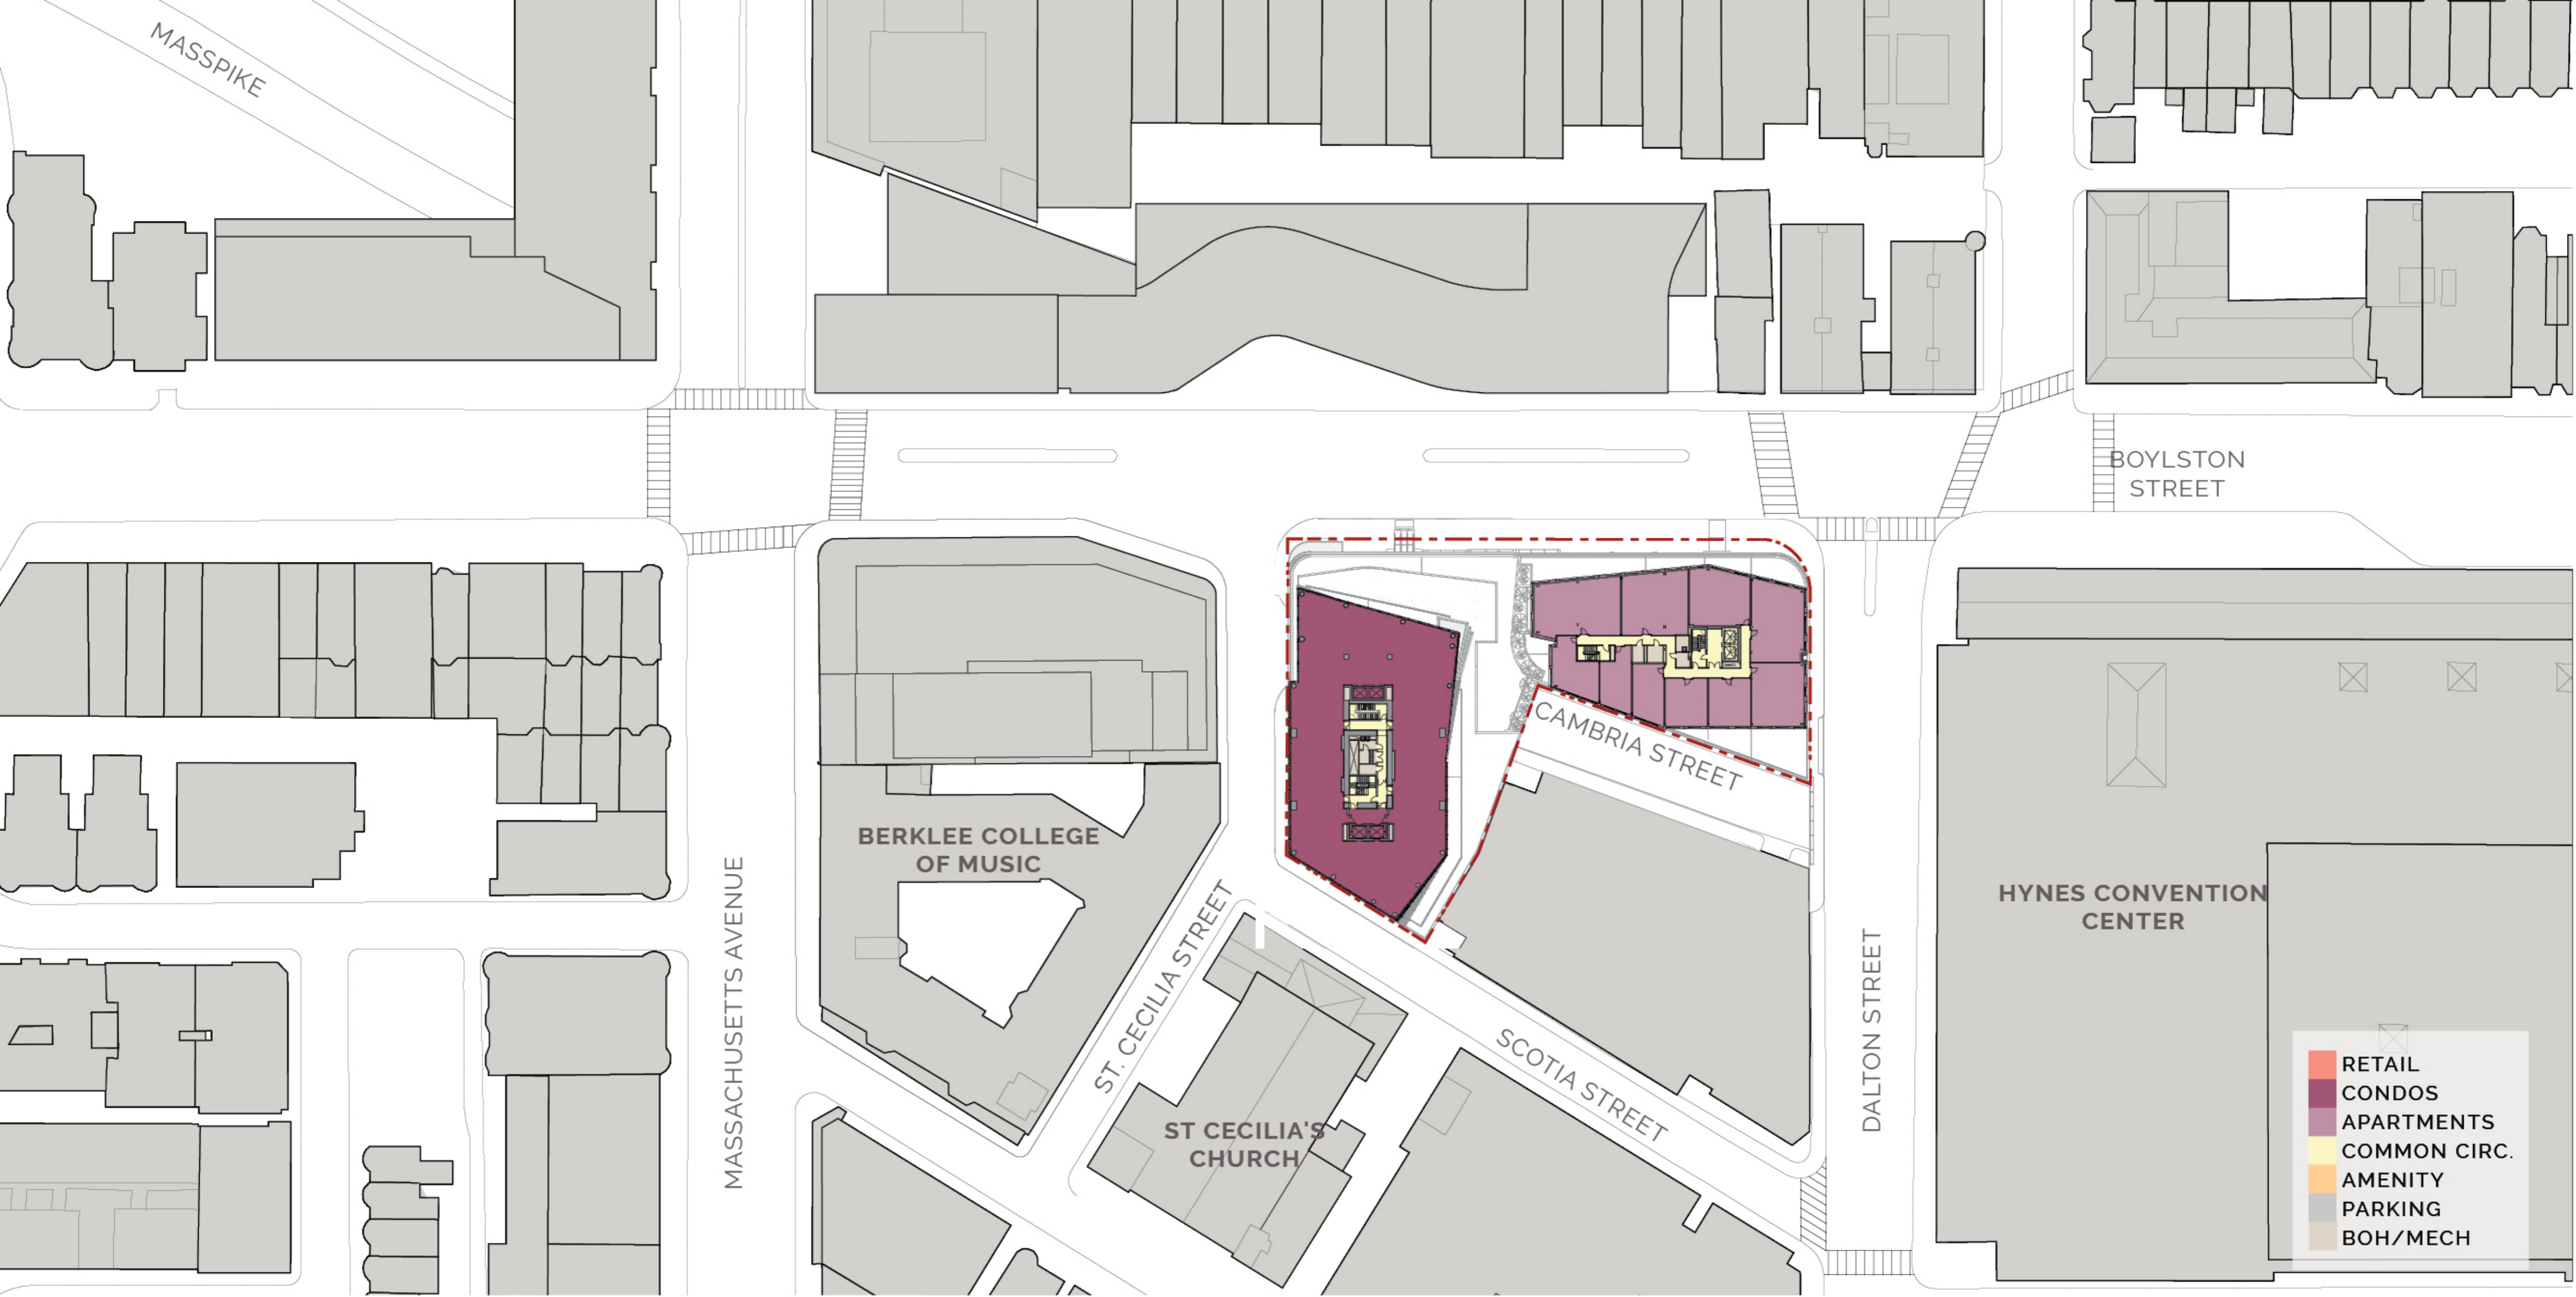 MASSPIKE
BOYLSTON
STREET
CAMBRIA STREET
BERKLEE COLLEGE
OF MUSIC
MASSACHUSETTS AVENUE
ST. CECILIA STREET
HYNES CONVENTION
CENTER
DALTON STREET
SCOTIA STREET
ST CECILIA'S
CHURCH
RETAIL
CONDOS
APARTMENTS
COMMON CIRC.
AMENITY
PARKING
BOH/MECH